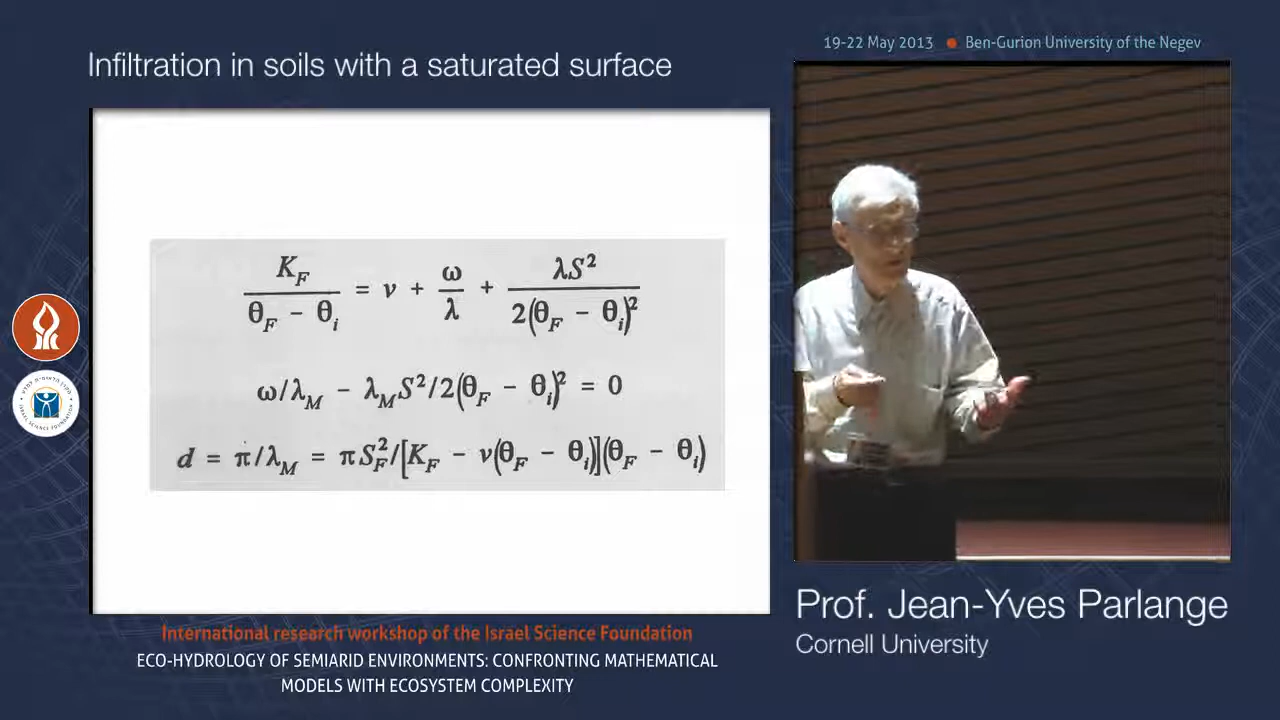 19-22 May 2013 ● Ben-Gurion University of the Negev
Infiltration in soils with a saturated surface
K_F / (θ_F − θ_i) = v + ω/λ + λS² / 2(θ_F − θ_i)²
ω/λ_M − λ_M S²/2(θ_F − θ_i)² = 0
d = π/λ_M = πS_F²/[K_F − v(θ_F − θ_i)](θ_F − θ_i)
Prof. Jean-Yves Parlange
Cornell University
International research workshop of the Israel Science Foundation
ECO-HYDROLOGY OF SEMIARID ENVIRONMENTS: CONFRONTING MATHEMATICAL
MODELS WITH ECOSYSTEM COMPLEXITY